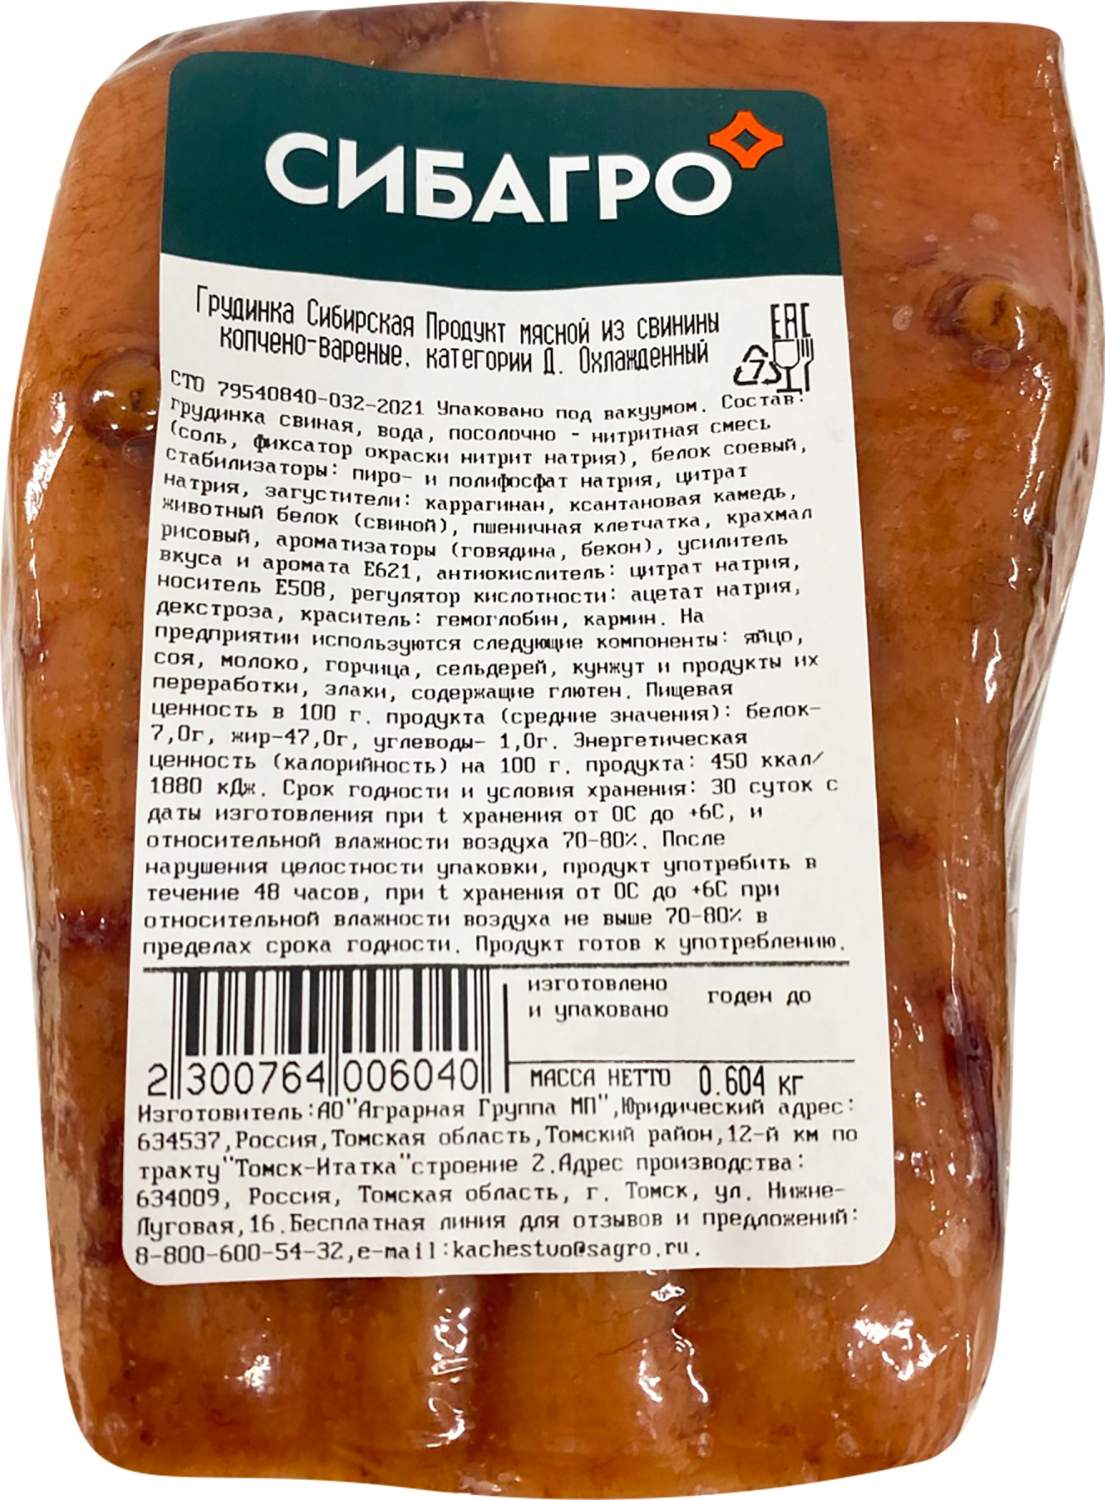 СИБАГРО
Грудинка Сибирская Продукт мясной из свинины
копчено-вареные, категории Д. Охлажденный
EAC
СТО 79540840-032-2021 Упаковано под вакуумом. Состав:
грудинка свиная, вода, посолочно - нитритная смесь
(соль, фиксатор окраски нитрит натрия), белок соевый,
стабилизаторы: пиро- и полифосфат натрия, цитрат
натрия, загустители: каррагинан, ксантановая камедь,
животный белок (свиной), пшеничная клетчатка, крахмал
рисовый, ароматизаторы (говядина, бекон), усилитель
вкуса и аромата Е621, антиокислитель: цитрат натрия,
носитель Е508, регулятор кислотности: ацетат натрия,
декстроза, краситель: гемоглобин, кармин. На
предприятии используются следующие компоненты: яйцо,
соя, молоко, горчица, сельдерей, кунжут и продукты их
переработки, злаки, содержащие глютен. Пищевая
ценность в 100 г. продукта (средние значения): белок-
7,0г, жир-47,0г, углеводы- 1,0г. Энергетическая
ценность (калорийность) на 100 г. продукта: 450 ккал/
1880 кДж. Срок годности и условия хранения: 30 суток с
даты изготовления при t хранения от 0С до +6С, и
относительной влажности воздуха 70-80%. После
нарушения целостности упаковки, продукт употребить в
течение 48 часов, при t хранения от 0С до +6С при
относительной влажности воздуха не выше 70-80% в
пределах срока годности. Продукт готов к употреблению.
изготовлено
и упаковано
годен до
2 300764 006040
МАССА НЕТТО 0.604 кг
Изготовитель:АО"Аграрная Группа МП",Юридический адрес:
634537,Россия,Томская область,Томский район,12-й км по
тракту"Томск-Итатка"строение 2.Адрес производства:
634009, Россия, Томская область, г. Томск, ул. Нижне-
Луговая,16.Бесплатная линия для отзывов и предложений:
8-800-600-54-32,e-mail:kachestvo@sagro.ru.